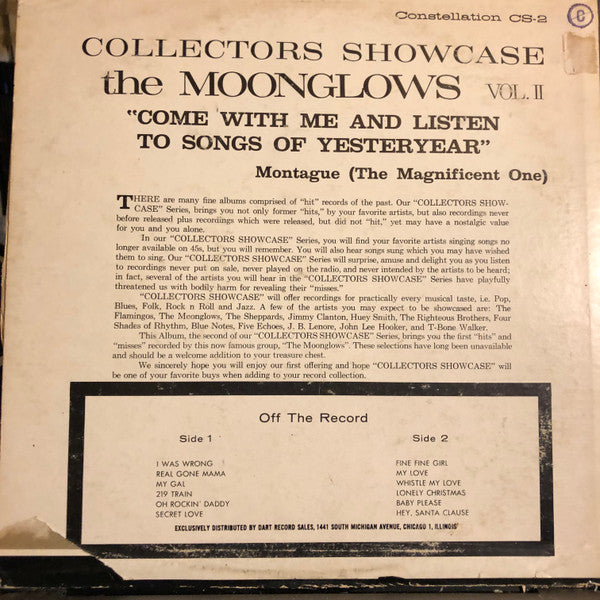 Constellation CS-2
C
COLLECTORS SHOWCASE
the MOONGLOWS VOL. II
"COME WITH ME AND LISTEN
TO SONGS OF YESTERYEAR"
Montague (The Magnificent One)
THERE are many fine albums comprised of "hit" records of the past. Our "COLLECTORS SHOW-
CASE" Series, brings you not only former "hits," by your favorite artists, but also recordings never
before released plus recordings which were released, but did not "hit," yet may have a nostalgic value
for you and you alone.
In our "COLLECTORS SHOWCASE" Series, you will find your favorite artists singing songs no
longer available on 45s, but you will remember. You will also hear songs sung which you may have wished
them to sing. Our "COLLECTORS SHOWCASE" will surprise, amuse and delight you as you listen
to recordings never put on sale, never played on the radio, and never intended by the artists to be heard;
in fact, several of the artists you will hear in the "COLLECTORS SHOWCASE" Series have playfully
threatened us with bodily harm for revealing their "misses."
"COLLECTORS SHOWCASE" will offer recordings for practically every musical taste, i.e. Pop,
Blues, Folk, Rock n Roll and Jazz. A few of the artists you may expect to be showcased are: The
Flamingos, The Moonglows, The Sheppards, Jimmy Clanton, Huey Smith, The Righteous Brothers, Four
Shades of Rhythm, Blue Notes, Five Echoes, J. B. Lenore, John Lee Hooker, and T-Bone Walker.
This Album, the second of our "COLLECTORS SHOWCASE" Series, brings you the first "hits" and
"misses" recorded by this now famous group, "The Moonglows". These selections have long been unavailable
and should be a welcome addition to your treasure chest.
We sincerely hope you will enjoy our first offering and hope "COLLECTORS SHOWCASE" will
be one of your favorite buys when adding to your record collection.
Off The Record
Side 1
I WAS WRONG
REAL GONE MAMA
MY GAL
219 TRAIN
OH ROCKIN' DADDY
SECRET LOVE
Side 2
FINE FINE GIRL
MY LOVE
WHISTLE MY LOVE
LONELY CHRISTMAS
BABY PLEASE
HEY, SANTA CLAUSE
EXCLUSIVELY DISTRIBUTED BY DART RECORD SALES, 1441 SOUTH MICHIGAN AVENUE, CHICAGO 1, ILLINOIS